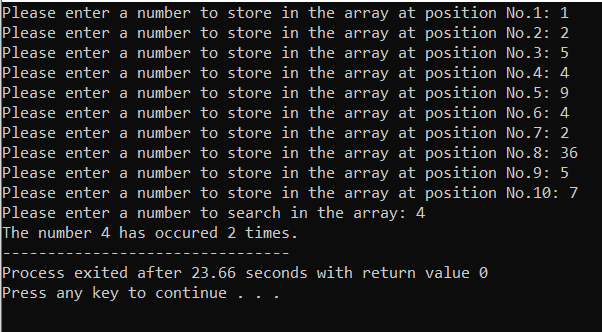 Please enter a number to store in the array at position No.1: 1
Please enter a number to store in the array at position No.2: 2
Please enter a number to store in the array at position No.3: 5
Please enter a number to store in the array at position No.4: 4
Please enter a number to store in the array at position No.5: 9
Please enter a number to store in the array at position No.6: 4
Please enter a number to store in the array at position No.7: 2
Please enter a number to store in the array at position No.8: 36
Please enter a number to store in the array at position No.9: 5
Please enter a number to store in the array at position No.10: 7
Please enter a number to search in the array: 4
The number 4 has occured 2 times.
--------------------------------
Process exited after 23.66 seconds with return value 0
Press any key to continue . . .